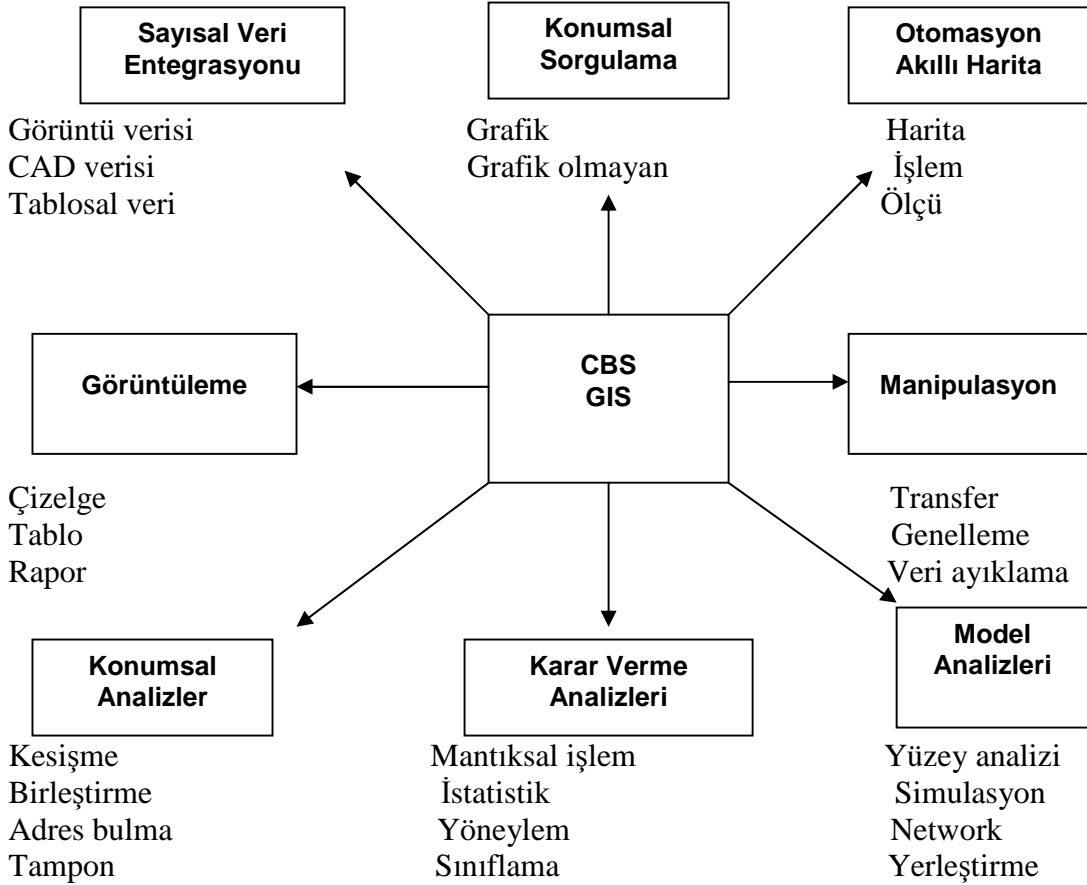 Sayısal Veri
Entegrasyonu
Görüntü verisi
CAD verisi
Tablosal veri
Konumsal
Sorgulama
Grafik
Grafik olmayan
Otomasyon
Akıllı Harita
Harita
İşlem
Ölçü
Görüntüleme
Çizelge
Tablo
Rapor
CBS
GIS
Manipulasyon
Transfer
Genelleme
Veri ayıklama
Konumsal
Analizler
Kesişme
Birleştirme
Adres bulma
Tampon
Karar Verme
Analizleri
Mantıksal işlem
İstatistik
Yöneylem
Sınıflama
Model
Analizleri
Yüzey analizi
Simulasyon
Network
Yerleştirme